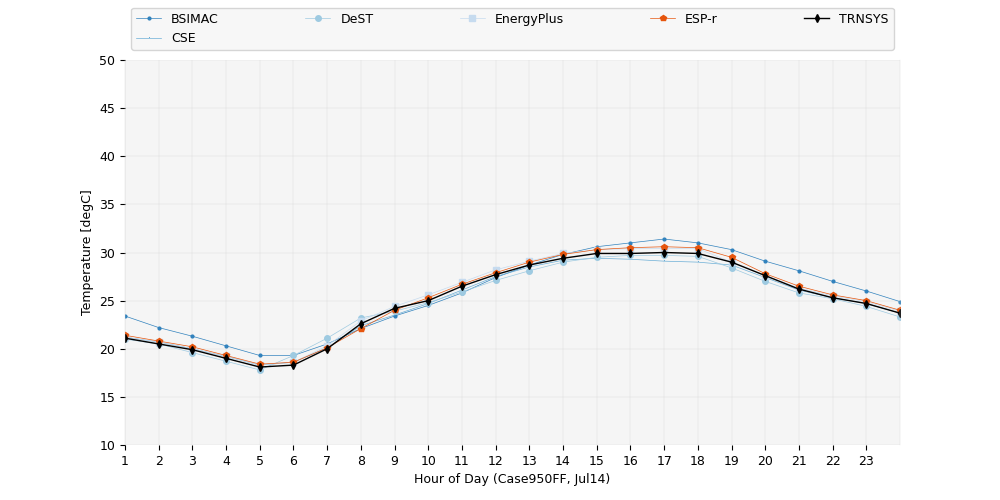 BSIMAC DeST EnergyPlus ESP-r TRNSYS
CSE
50
45
40
35
30
25
20
15
10
Temperature [degC]
1 2 3 4 5 6 7 8 9 10 11 12 13 14 15 16 17 18 19 20 21 22 23
Hour of Day (Case950FF, Jul14)